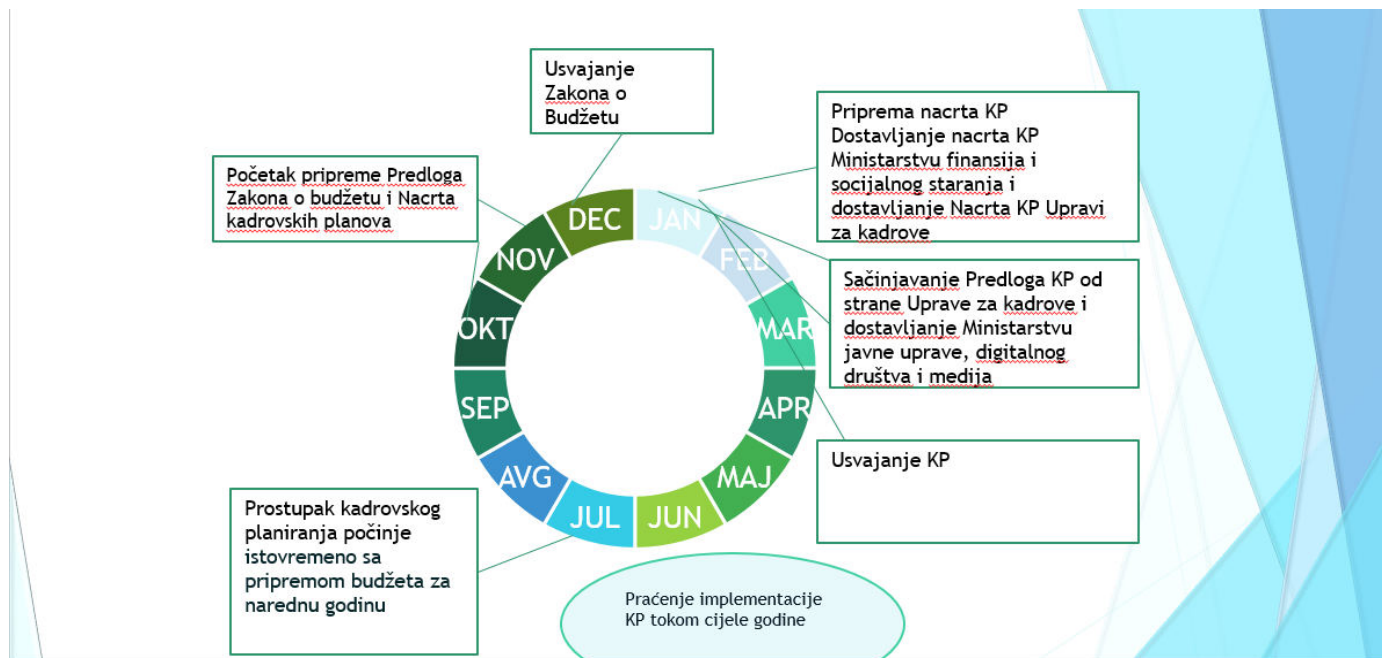 Usvajanje
Zakona o
Budžetu
Priprema nacrta KP
Dostavljanje nacrta KP
Ministarstvu finansija i
socijalnog staranja i
dostavljanje Nacrta KP Upravi
za kadrove
Početak pripreme Predloga
Zakona o budžetu i Nacrta
kadrovskih planova
Sačinjavanje Predloga KP od
strane Uprave za kadrove i
dostavljanje Ministarstvu
javne uprave, digitalnog
društva i medija
Usvajanje KP
Prostupak kadrovskog
planiranja počinje
istovremeno sa
pripremom budžeta za
narednu godinu
JAN
FEB
MAR
APR
MAJ
JUN
JUL
AVG
SEP
OKT
NOV
DEC
Praćenje implementacije
KP tokom cijele godine